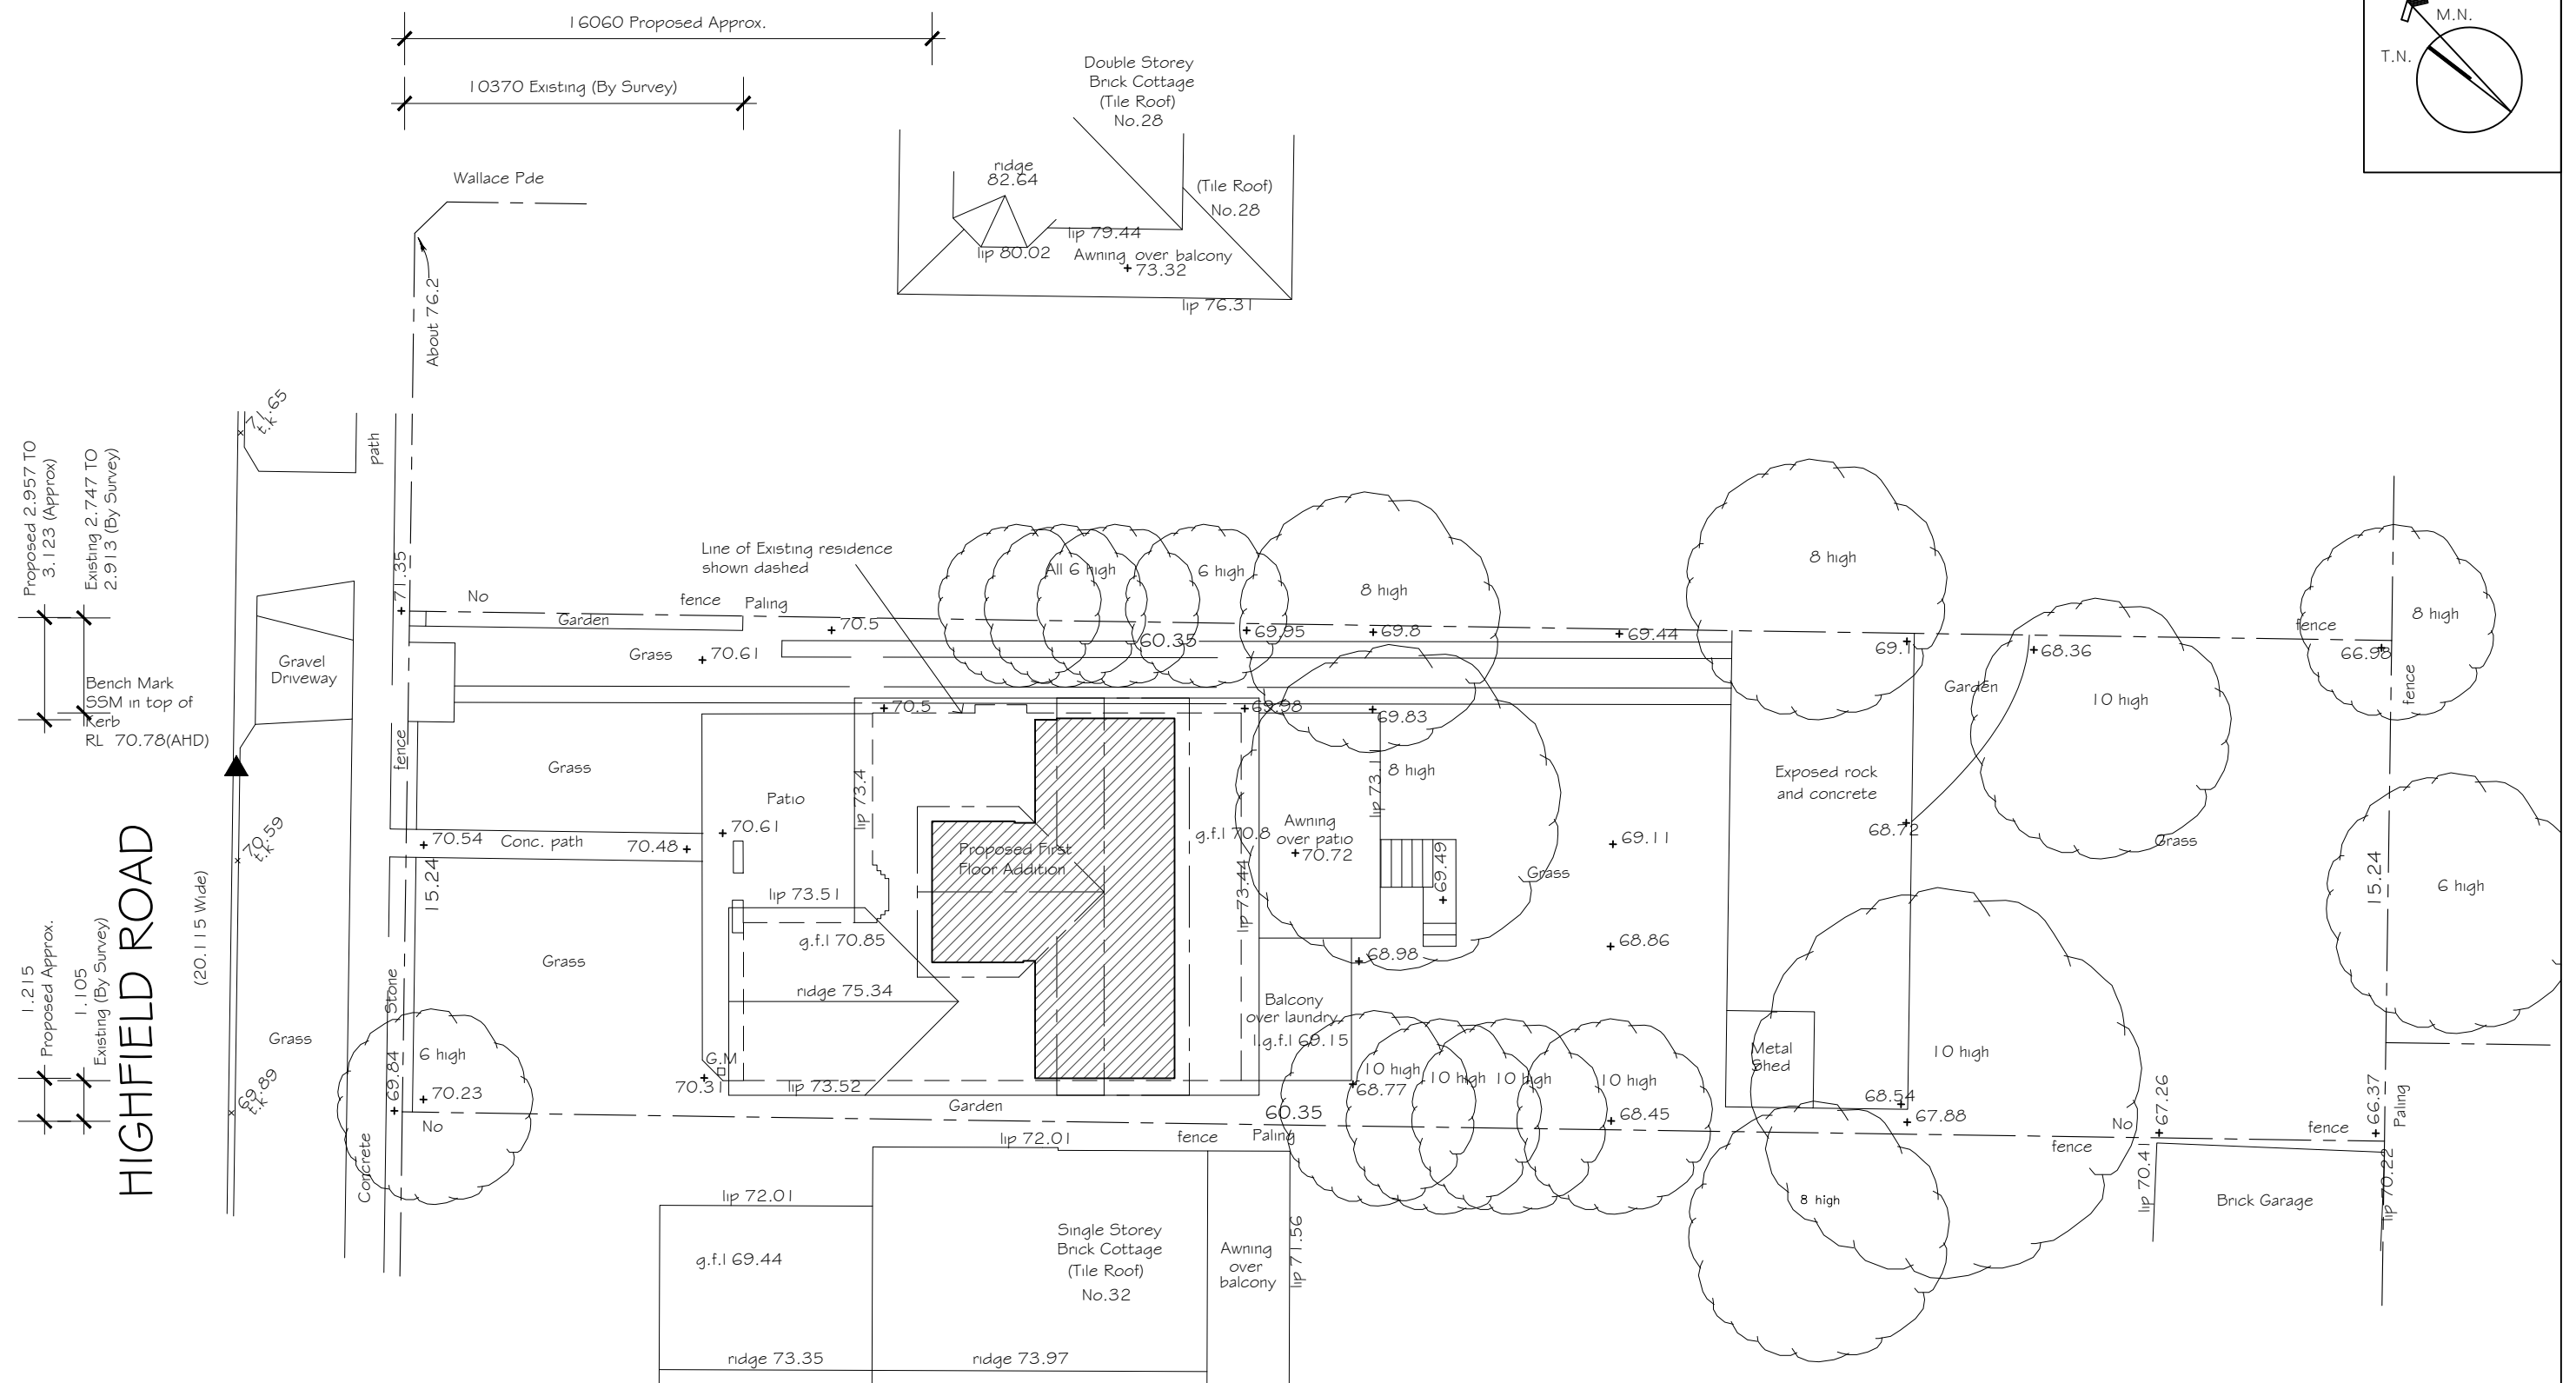 16060 Proposed Approx.
10370 Existing (By Survey)
M.N.
T.N.
Double Storey
Brick Cottage
(Tile Roof)
No.28
Wallace Pde
ridge
82.64
(Tile Roof)
No.28
lip 79.44
lip 80.02
Awning over balcony
73.32
lip 76.31
About 76.2
71.65
t.k
path
Proposed 2.957 TO
3.123 (Approx)
Existing 2.747 TO
2.913 (By Survey)
Line of Existing residence
shown dashed
All 6 high
6 high
8 high
8 high
8 high
71.35
No
fence
Paling
Garden
70.5
69.95
69.8
69.44
60.35
Grass
70.61
69.1
68.36
fence
66.98
fence
Gravel
Driveway
Bench Mark
SSM in top of
Kerb
RL 70.78(AHD)
Garden
10 high
70.5
69.98
69.83
fence
Grass
Patio
lip 73.4
lip 73.1
8 high
Exposed rock
and concrete
70.59
t.k
70.54
Conc. path
70.48
70.61
Proposed First
Floor Addition
g.f.l 70.8
Awning
over patio
70.72
69.11
68.72
Grass
HIGHFIELD ROAD
(20.115 Wide)
15.24
lip 73.51
lip 73.44
69.49
Grass
15.24
6 high
g.f.l 70.85
68.86
68.98
Grass
Stone
ridge 75.34
Balcony
over laundry
l.g.f.l 69.15
1.215
Proposed Approx.
1.105
Existing (By Survey)
Grass
6 high
G.M
70.31
lip 73.52
10 high
10 high
10 high
10 high
Metal
Shed
10 high
69.89
t.k
69.84
70.23
Garden
60.35
68.77
68.45
68.54
67.88
67.26
66.37
Paling
No
lip 72.01
fence
Paling
No
fence
fence
Concrete
lip 72.01
8 high
lip 70.41
lip 70.22
Brick Garage
g.f.l 69.44
Single Storey
Brick Cottage
(Tile Roof)
No.32
Awning
over
balcony
lip 71.56
ridge 73.35
ridge 73.97